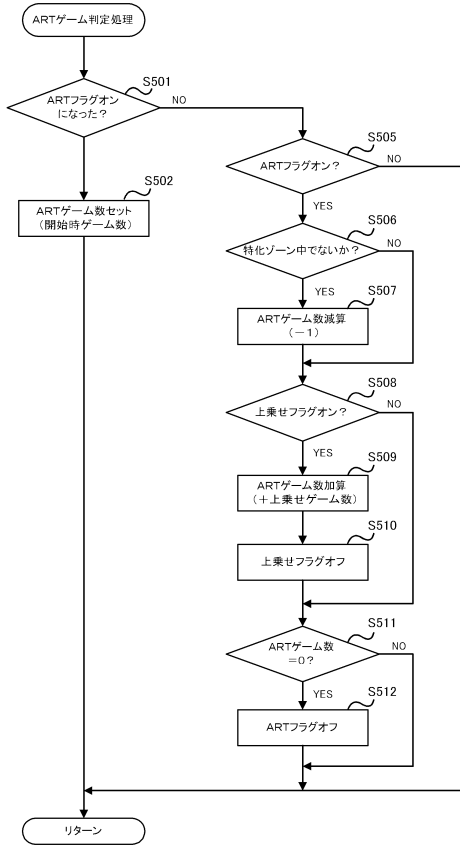 ARTゲーム判定処理
S501
ARTフラグオン
になった?
NO
S502
ARTゲーム数セット
(開始時ゲーム数)
S505
ARTフラグオン?
NO
YES
S506
特化ゾーン中でないか?
NO
YES
S507
ARTゲーム数減算
(-1)
S508
上乗せフラグオン?
NO
YES
S509
ARTゲーム数加算
(+上乗せゲーム数)
S510
上乗せフラグオフ
S511
ARTゲーム数
=0?
NO
YES
S512
ARTフラグオフ
リターン